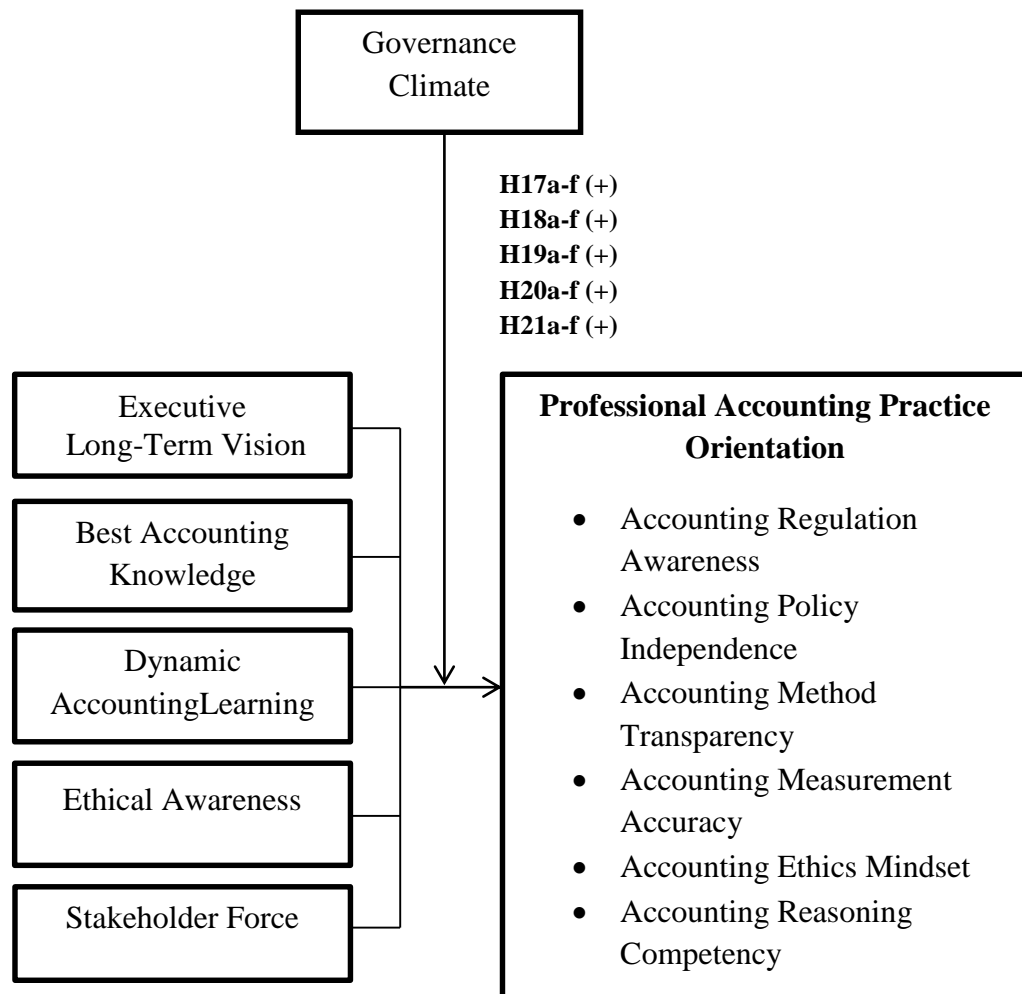 Governance
Climate
H17a-f (+)
H18a-f (+)
H19a-f (+)
H20a-f (+)
H21a-f (+)
Executive
Long-Term Vision
Best Accounting
Knowledge
Dynamic
AccountingLearning
Ethical Awareness
Stakeholder Force
Professional Accounting Practice
Orientation
• Accounting Regulation
Awareness
• Accounting Policy
Independence
• Accounting Method
Transparency
• Accounting Measurement
Accuracy
• Accounting Ethics Mindset
• Accounting Reasoning
Competency